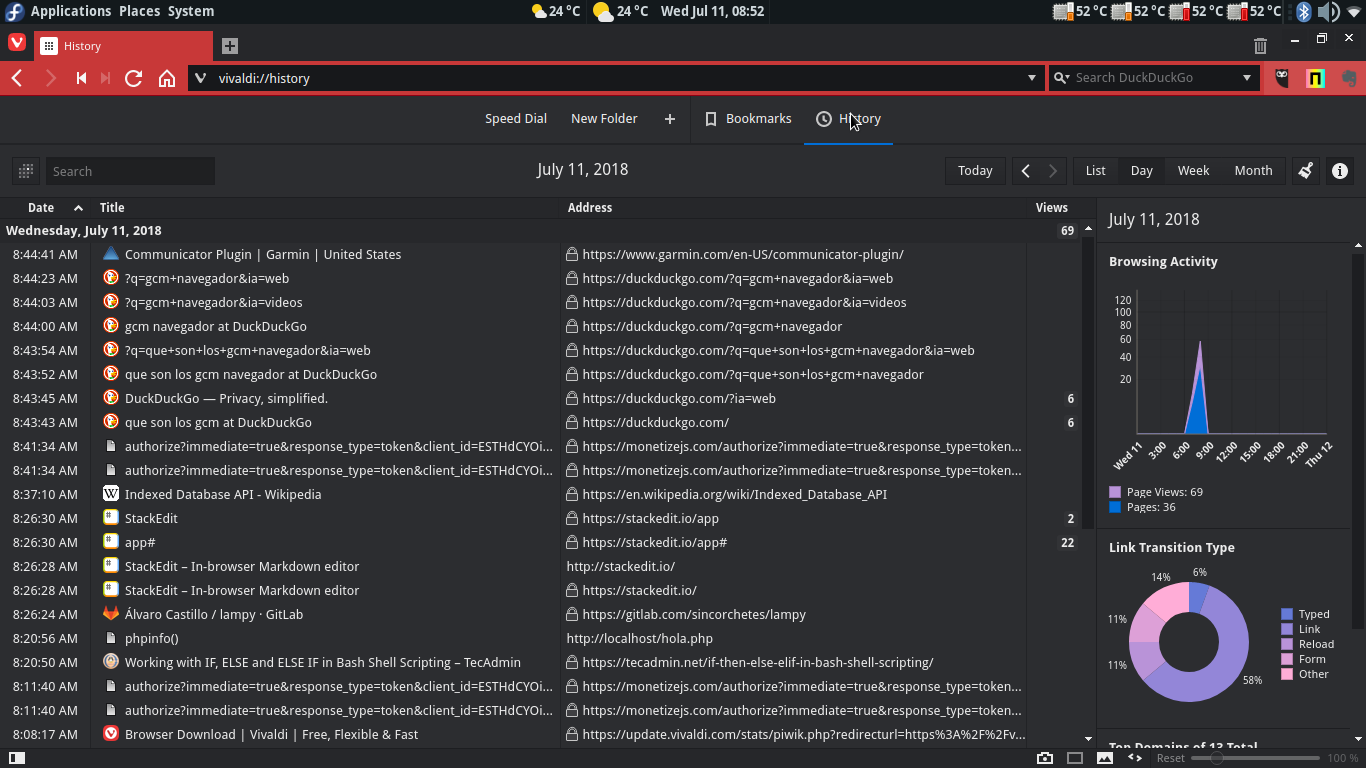 Applications Places System 24 °C 24 °C Wed Jul 11, 08:52 52 °C 52 °C 52 °C 52 °C
History
vivaldi://history Search DuckDuckGo
Speed Dial New Folder Bookmarks History
Search July 11, 2018 Today List Day Week Month
Date Title Address Views
Wednesday, July 11, 2018 69
8:44:41 AM Communicator Plugin | Garmin | United States https://www.garmin.com/en-US/communicator-plugin/
8:44:23 AM ?q=gcm+navegador&ia=web https://duckduckgo.com/?q=gcm+navegador&ia=web
8:44:03 AM ?q=gcm+navegador&ia=videos https://duckduckgo.com/?q=gcm+navegador&ia=videos
8:44:00 AM gcm navegador at DuckDuckGo https://duckduckgo.com/?q=gcm+navegador
8:43:54 AM ?q=que+son+los+gcm+navegador&ia=web https://duckduckgo.com/?q=que+son+los+gcm+navegador&ia=web
8:43:52 AM que son los gcm navegador at DuckDuckGo https://duckduckgo.com/?q=que+son+los+gcm+navegador
8:43:45 AM DuckDuckGo — Privacy, simplified. https://duckduckgo.com/?ia=web 6
8:43:43 AM que son los gcm at DuckDuckGo https://duckduckgo.com/ 6
8:41:34 AM authorize?immediate=true&response_type=token&client_id=ESTHdCYOi... https://monetizejs.com/authorize?immediate=true&response_type=token...
8:41:34 AM authorize?immediate=true&response_type=token&client_id=ESTHdCYOi... https://monetizejs.com/authorize?immediate=true&response_type=token...
8:37:10 AM Indexed Database API - Wikipedia https://en.wikipedia.org/wiki/Indexed_Database_API
8:26:30 AM StackEdit https://stackedit.io/app 2
8:26:30 AM app# https://stackedit.io/app# 22
8:26:28 AM StackEdit – In-browser Markdown editor http://stackedit.io/
8:26:28 AM StackEdit – In-browser Markdown editor https://stackedit.io/
8:26:24 AM Álvaro Castillo / lampy · GitLab https://gitlab.com/sincorchetes/lampy
8:20:56 AM phpinfo() http://localhost/hola.php
8:20:50 AM Working with IF, ELSE and ELSE IF in Bash Shell Scripting – TecAdmin https://tecadmin.net/if-then-else-elif-in-bash-shell-scripting/
8:11:40 AM authorize?immediate=true&response_type=token&client_id=ESTHdCYOi... https://monetizejs.com/authorize?immediate=true&response_type=token...
8:11:40 AM authorize?immediate=true&response_type=token&client_id=ESTHdCYOi... https://monetizejs.com/authorize?immediate=true&response_type=token...
8:08:17 AM Browser Download | Vivaldi | Free, Flexible & Fast https://update.vivaldi.com/stats/piwik.php?redirecturl=https%3A%2F%2Fv...
July 11, 2018
Browsing Activity
120
100
80
60
40
20
Wed 11 3:00 6:00 9:00 12:00 15:00 18:00 21:00 Thu 12
Page Views: 69
Pages: 36
Link Transition Type
14% 6%
11%
11%
58%
Typed
Link
Reload
Form
Other
Top Domains of 13 Total
Reset 100 %